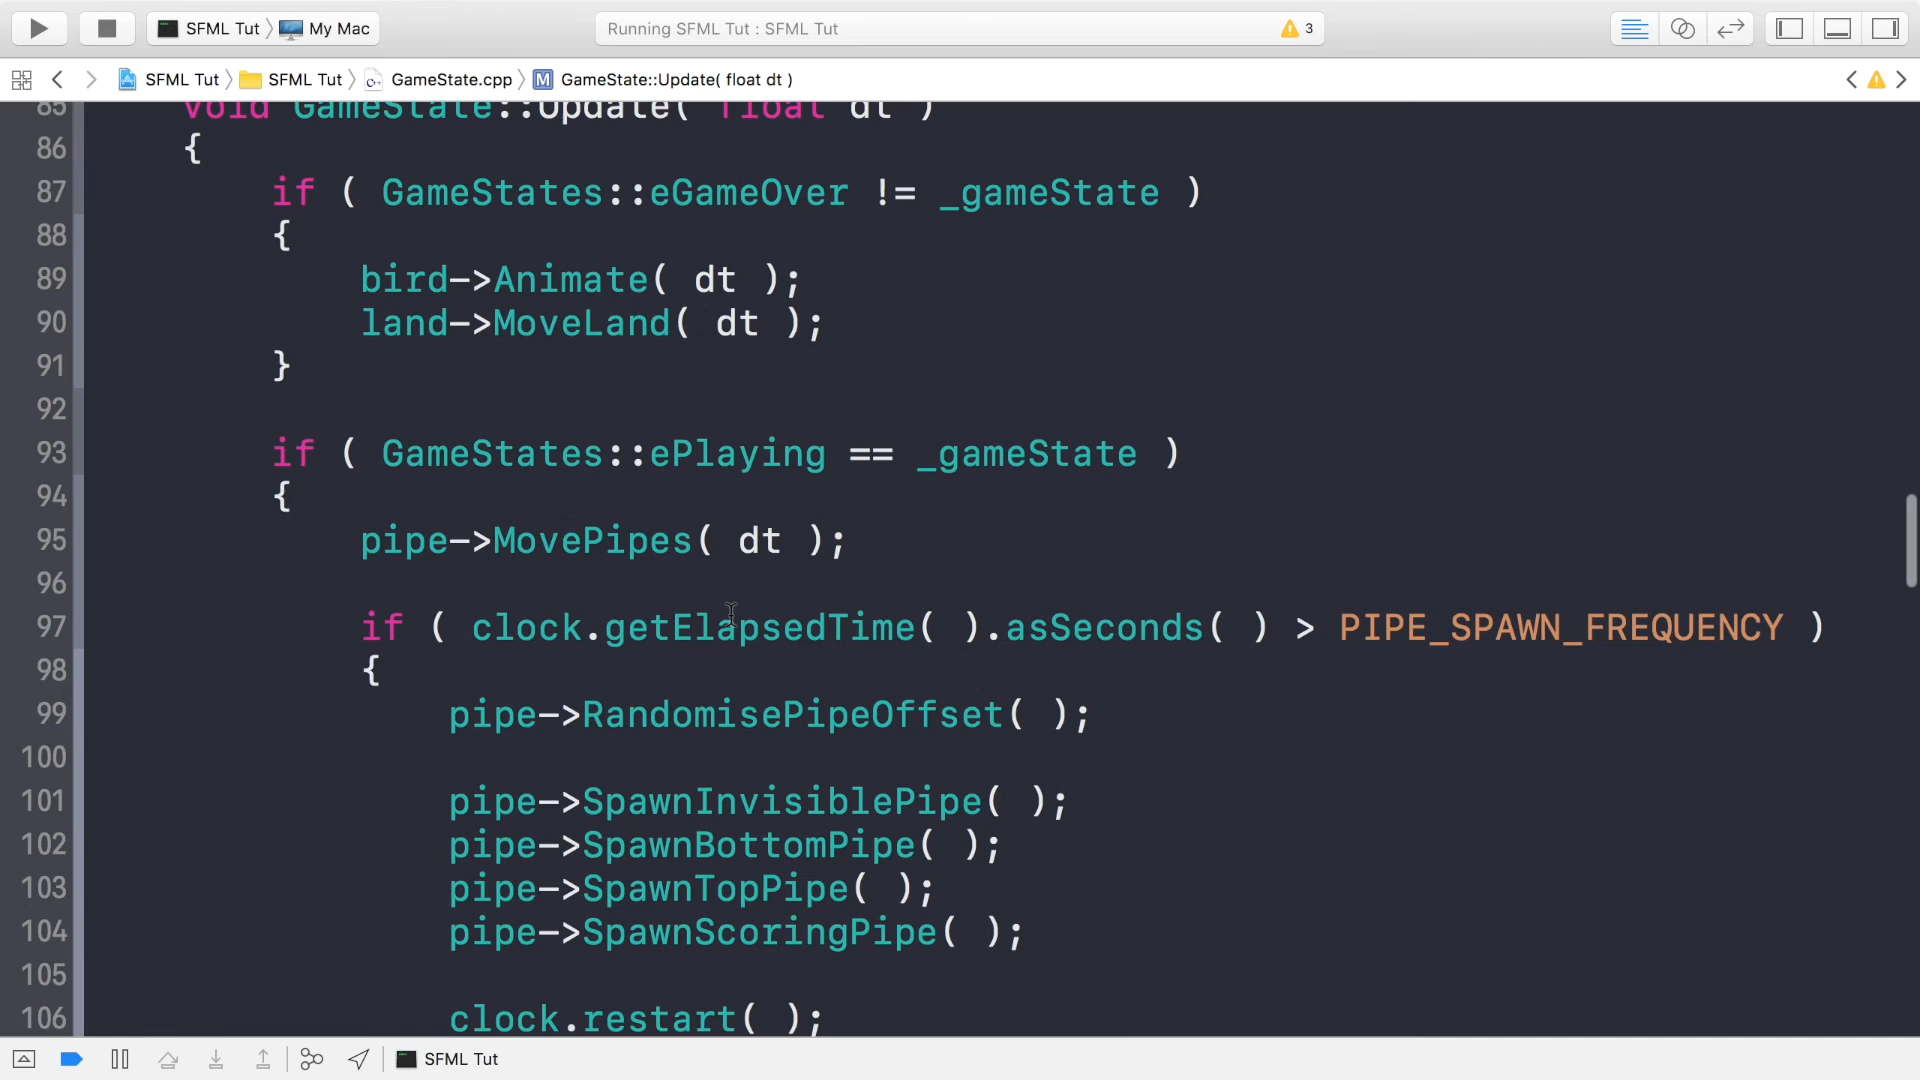 SFML Tut My Mac Running SFML Tut : SFML Tut 3
SFML Tut SFML Tut GameState.cpp M GameState::Update( float dt )
85 void GameState::Update( float dt )
86 {
87 if ( GameStates::eGameOver != _gameState )
88 {
89 bird->Animate( dt );
90 land->MoveLand( dt );
91 }
92
93 if ( GameStates::ePlaying == _gameState )
94 {
95 pipe->MovePipes( dt );
96
97 if ( clock.getElapsedTime( ).asSeconds( ) > PIPE_SPAWN_FREQUENCY )
98 {
99 pipe->RandomisePipeOffset( );
100
101 pipe->SpawnInvisiblePipe( );
102 pipe->SpawnBottomPipe( );
103 pipe->SpawnTopPipe( );
104 pipe->SpawnScoringPipe( );
105
106 clock.restart( );
SFML Tut